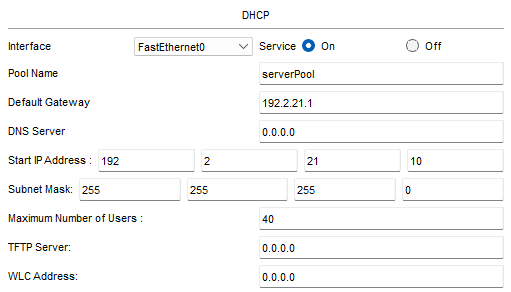 DHCP
Interface FastEthernet0 Service On Off
Pool Name serverPool
Default Gateway 192.2.21.1
DNS Server 0.0.0.0
Start IP Address : 192 2 21 10
Subnet Mask: 255 255 255 0
Maximum Number of Users : 40
TFTP Server: 0.0.0.0
WLC Address: 0.0.0.0